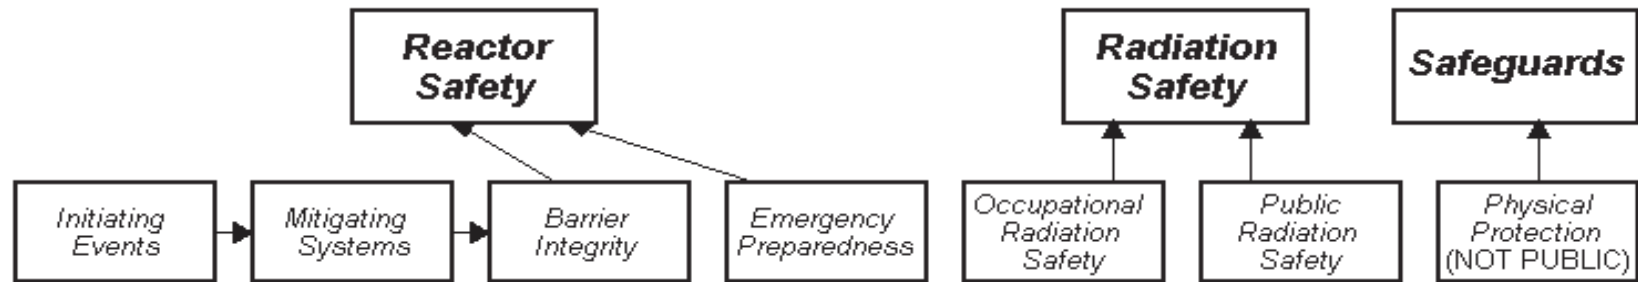 Reactor
Safety
Radiation
Safety
Safeguards
Initiating
Events
Mitigating
Systems
Barrier
Integrity
Emergency
Preparedness
Occupational
Radiation
Safety
Public
Radiation
Safety
Physical
Protection
(NOT PUBLIC)